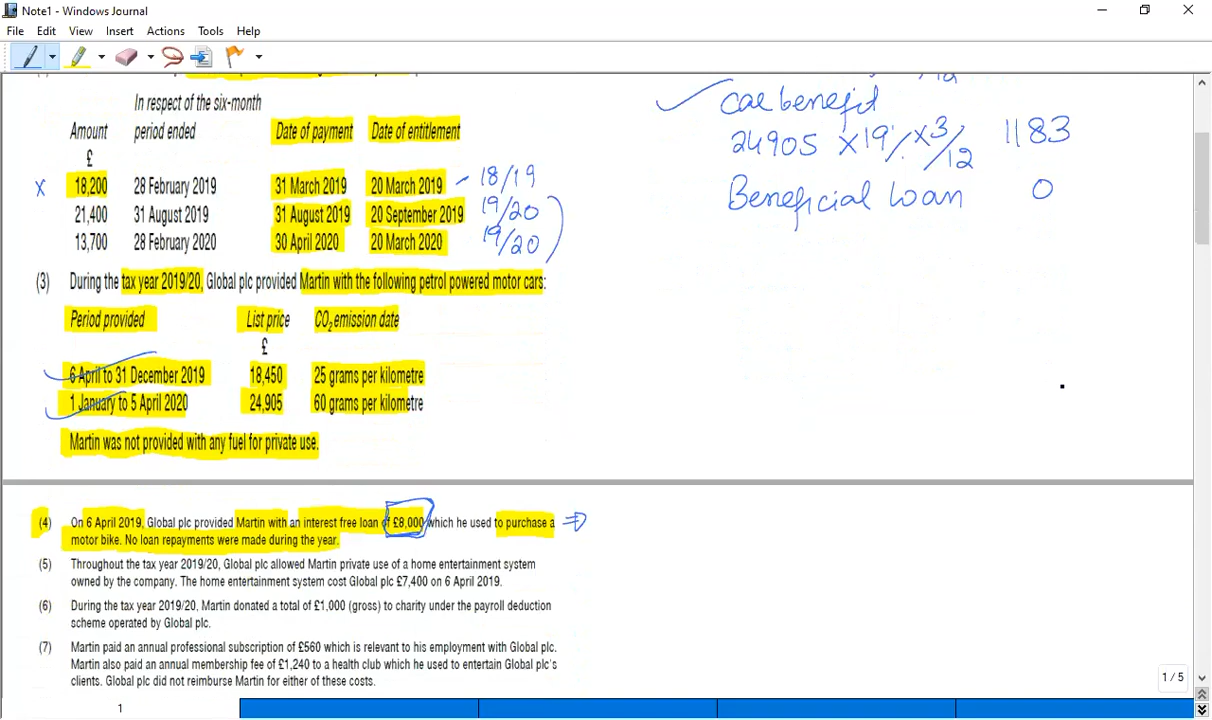 Note1 - Windows Journal
File Edit View Insert Actions Tools Help
In respect of the six-month
Amount period ended Date of payment Date of entitlement
£
X 18,200 28 February 2019 31 March 2019 20 March 2019 18/19
21,400 31 August 2019 31 August 2019 20 September 2019 19/20
13,700 28 February 2020 30 April 2020 20 March 2020 19/20
(3) During the tax year 2019/20, Global plc provided Martin with the following petrol powered motor cars:
Period provided List price CO2 emission date
£
6 April to 31 December 2019 18,450 25 grams per kilometre
1 January to 5 April 2020 24,905 60 grams per kilometre
Martin was not provided with any fuel for private use.
/12
Car benefit
24905 x 19% x 3/12 1183
Beneficial loan 0
(4) On 6 April 2019, Global plc provided Martin with an interest free loan of £8,000 which he used to purchase a
motor bike. No loan repayments were made during the year.
(5) Throughout the tax year 2019/20, Global plc allowed Martin private use of a home entertainment system
owned by the company. The home entertainment system cost Global plc £7,400 on 6 April 2019.
(6) During the tax year 2019/20, Martin donated a total of £1,000 (gross) to charity under the payroll deduction
scheme operated by Global plc.
(7) Martin paid an annual professional subscription of £560 which is relevant to his employment with Global plc.
Martin also paid an annual membership fee of £1,240 to a health club which he used to entertain Global plc's
clients. Global plc did not reimburse Martin for either of these costs.
1 / 5
1